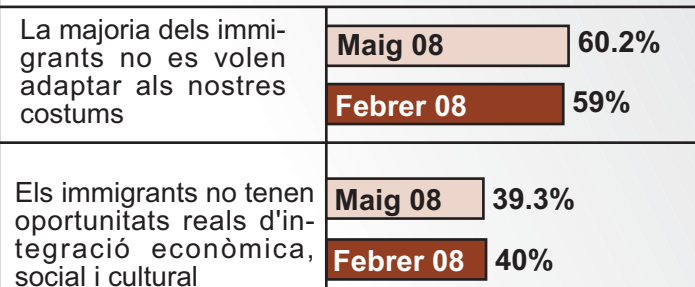 La majoria dels immi-
grants no es volen
adaptar als nostres
costums
Maig 08 60.2%
Febrer 08 59%
Els immigrants no tenen
oportunitats reals d'in-
tegració econòmica,
social i cultural
Maig 08 39.3%
Febrer 08 40%